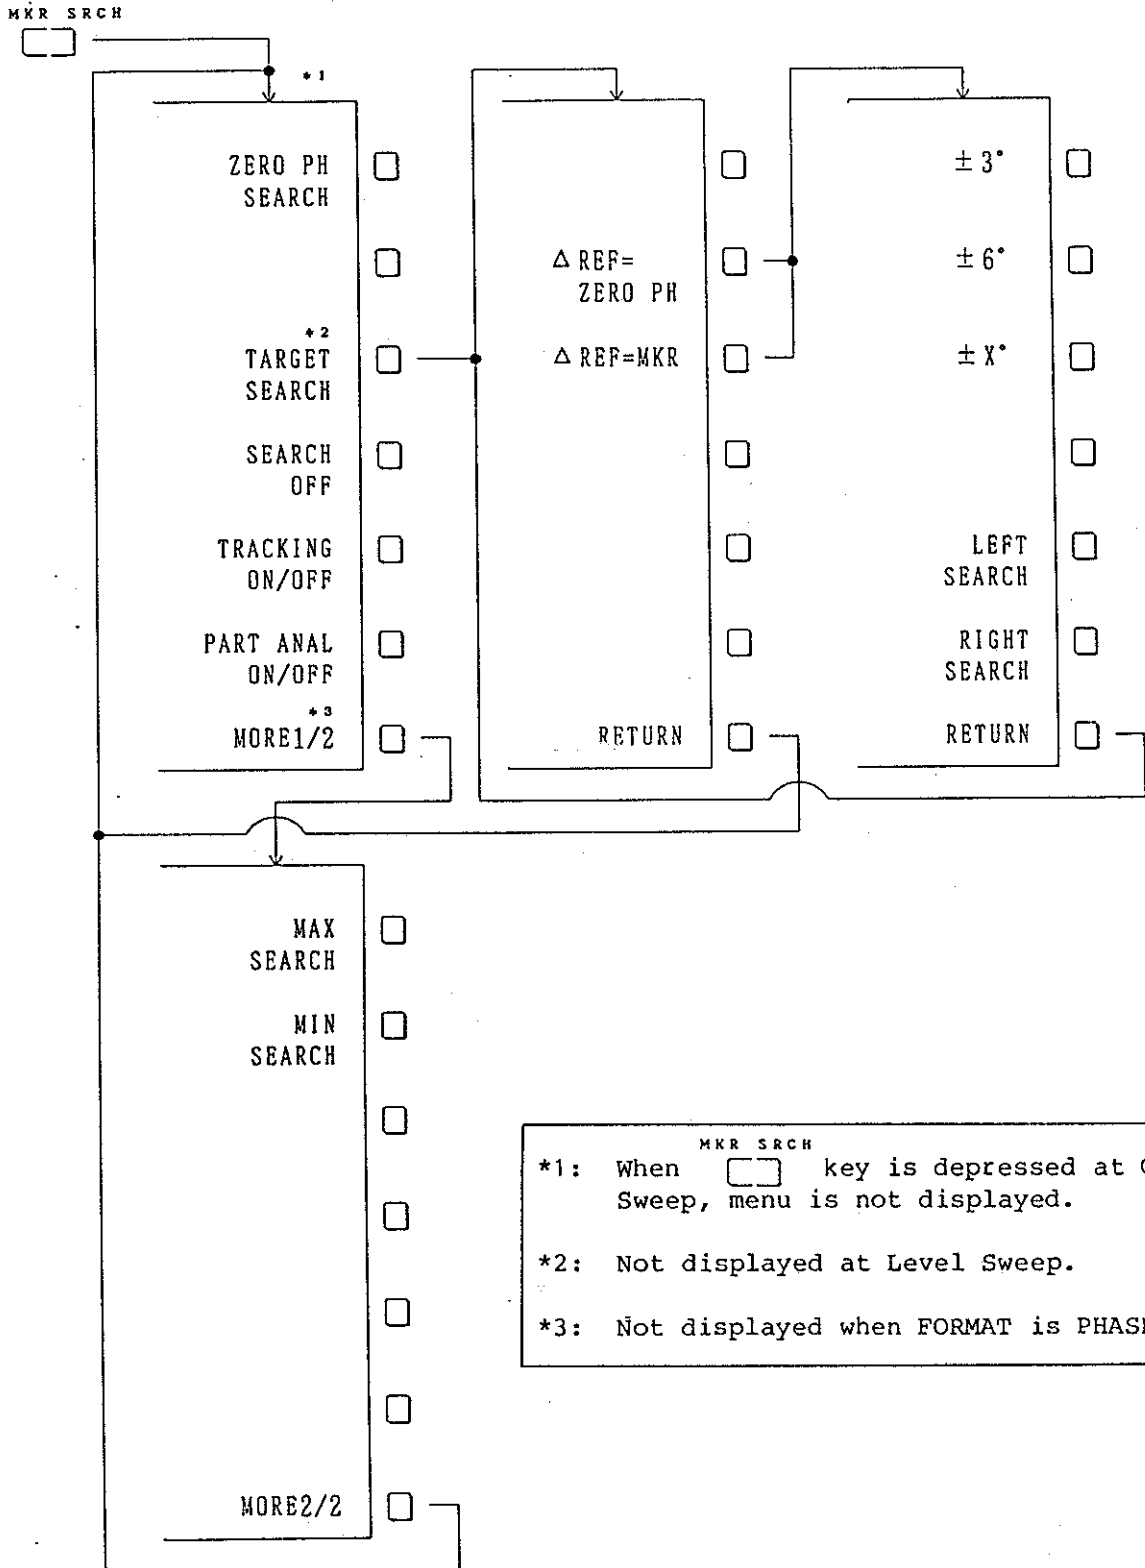 MKR SRCH
*1
ZERO PH
SEARCH
*2
TARGET
SEARCH
SEARCH
OFF
TRACKING
ON/OFF
PART ANAL
ON/OFF
*3
MORE1/2
Δ REF=
ZERO PH
Δ REF=MKR
RETURN
±3°
±6°
±X°
LEFT
SEARCH
RIGHT
SEARCH
RETURN
MAX
SEARCH
MIN
SEARCH
MORE2/2
MKR SRCH
*1: When key is depressed at
Sweep, menu is not displayed.
*2: Not displayed at Level Sweep.
*3: Not displayed when FORMAT is